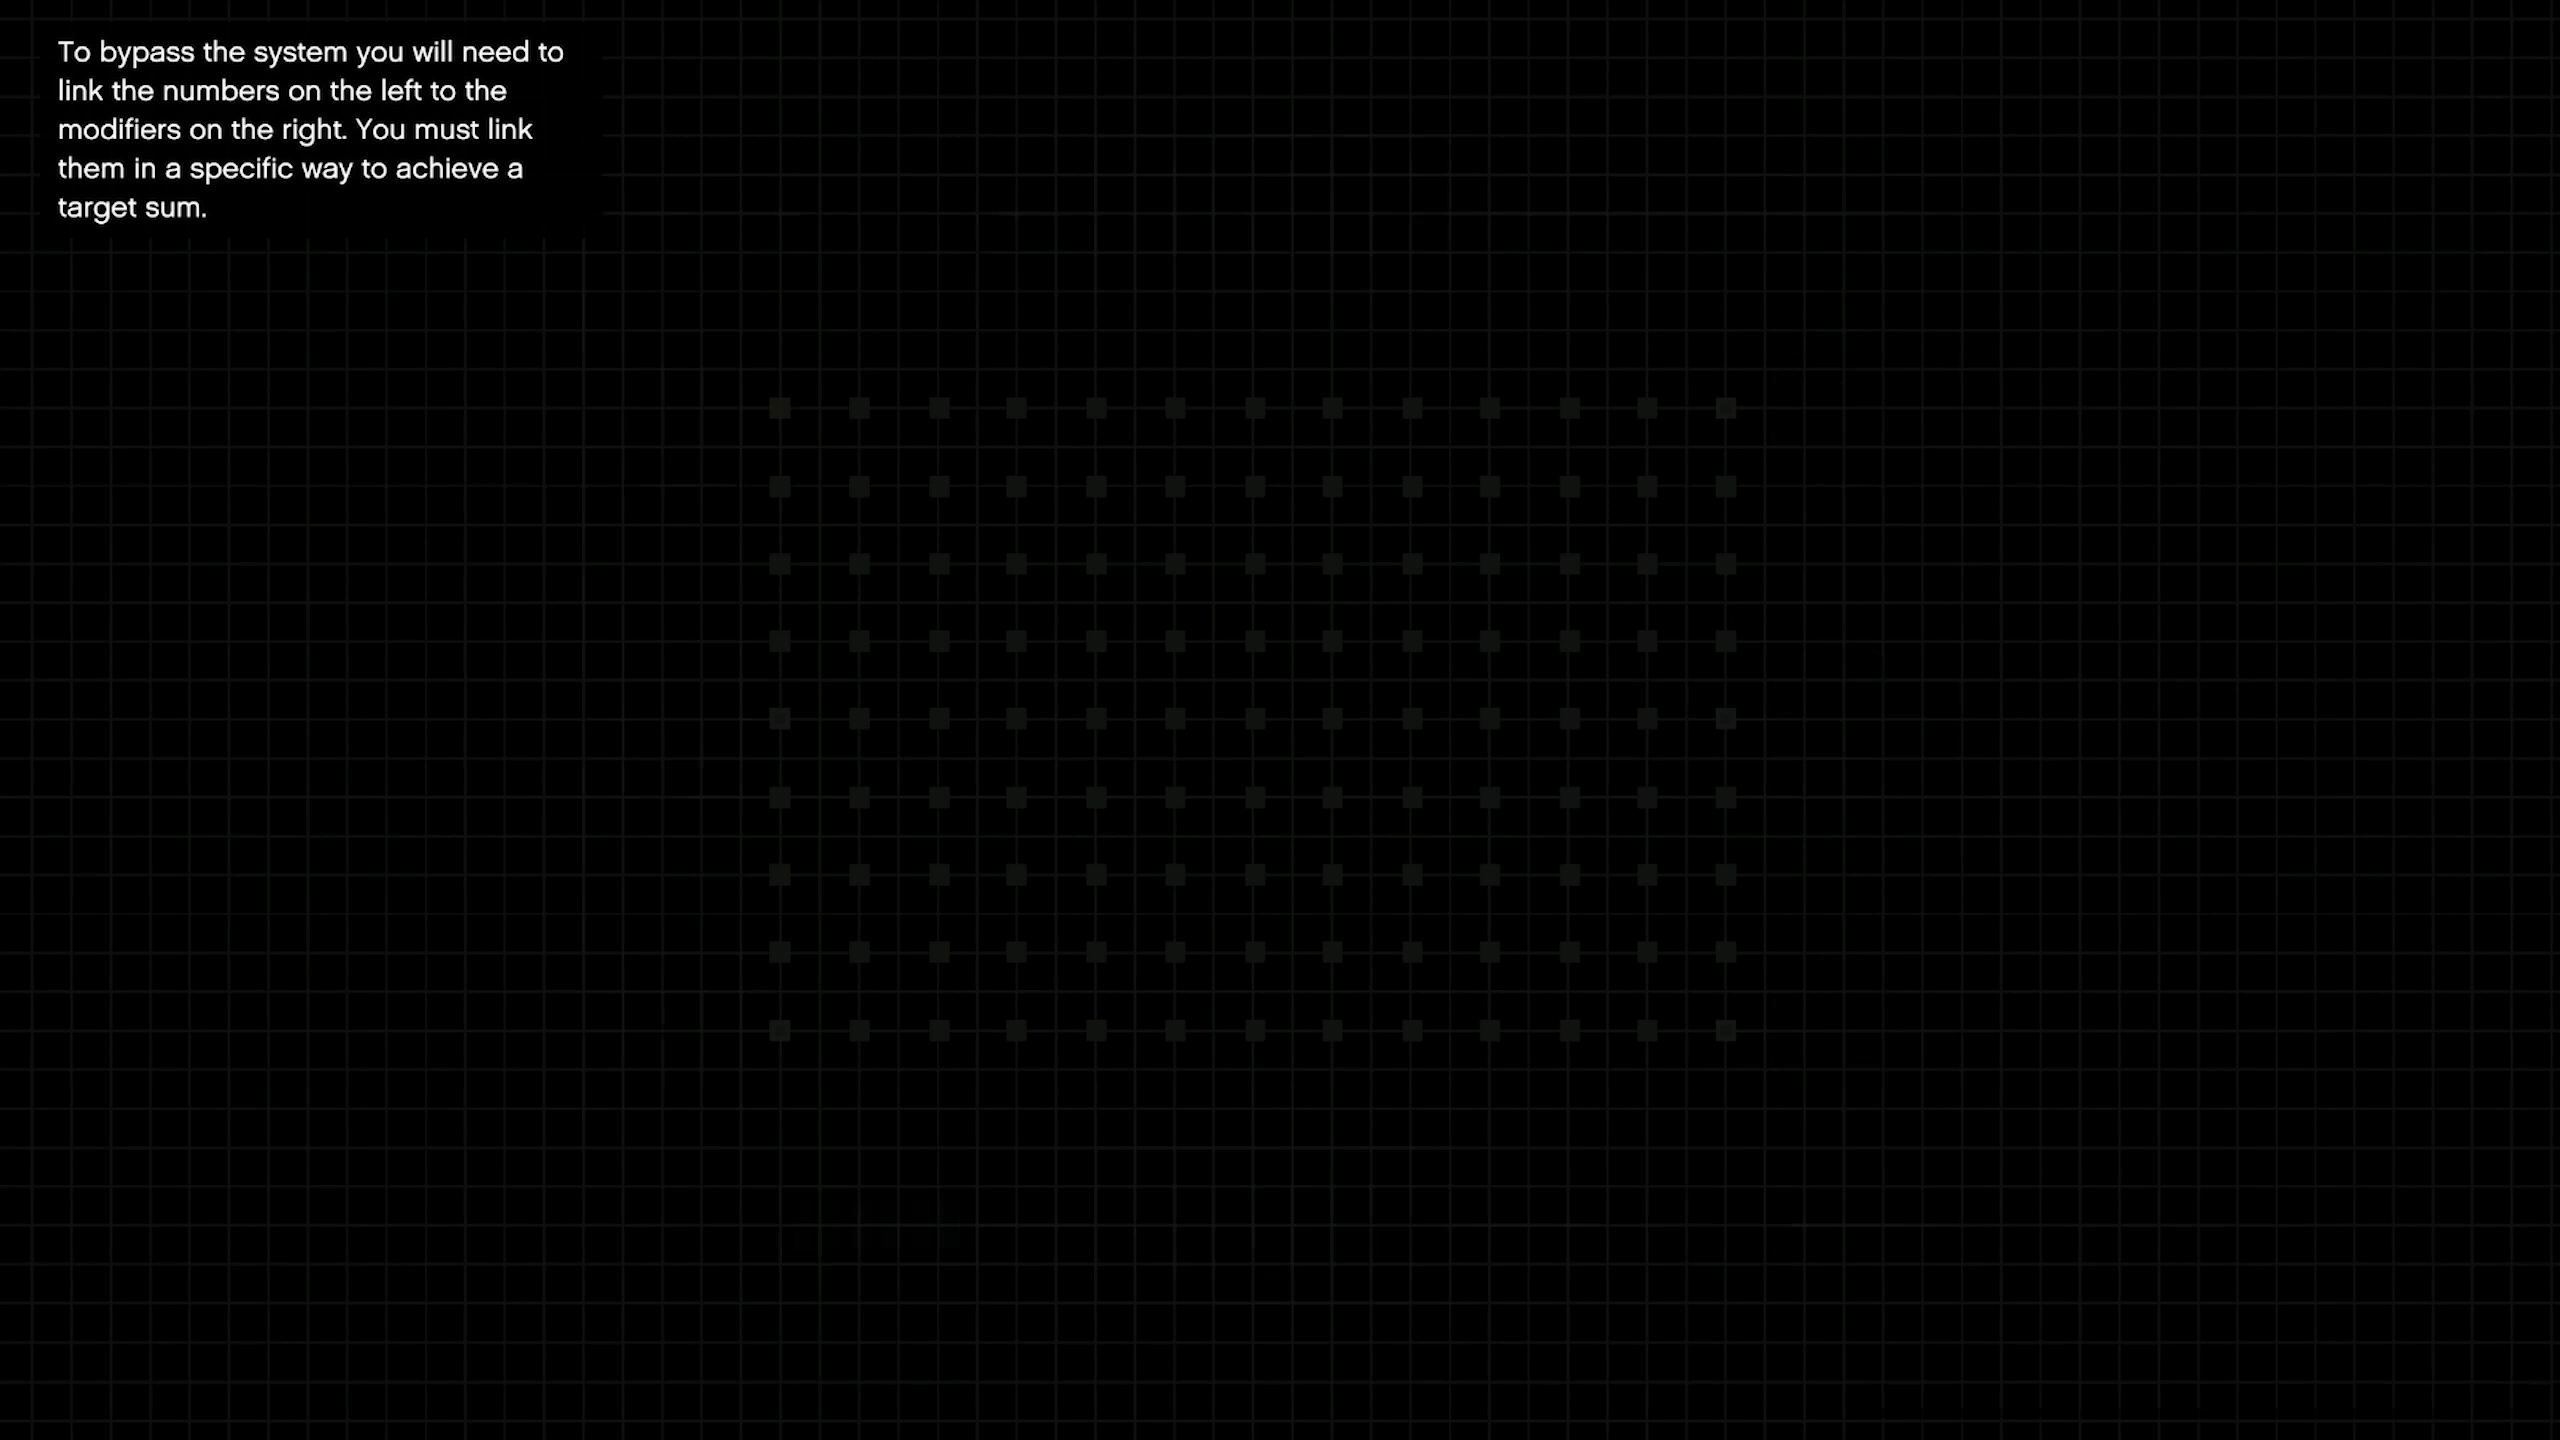 To bypass the system you will need to
link the numbers on the left to the
modifiers on the right. You must link
them in a specific way to achieve a
target sum.